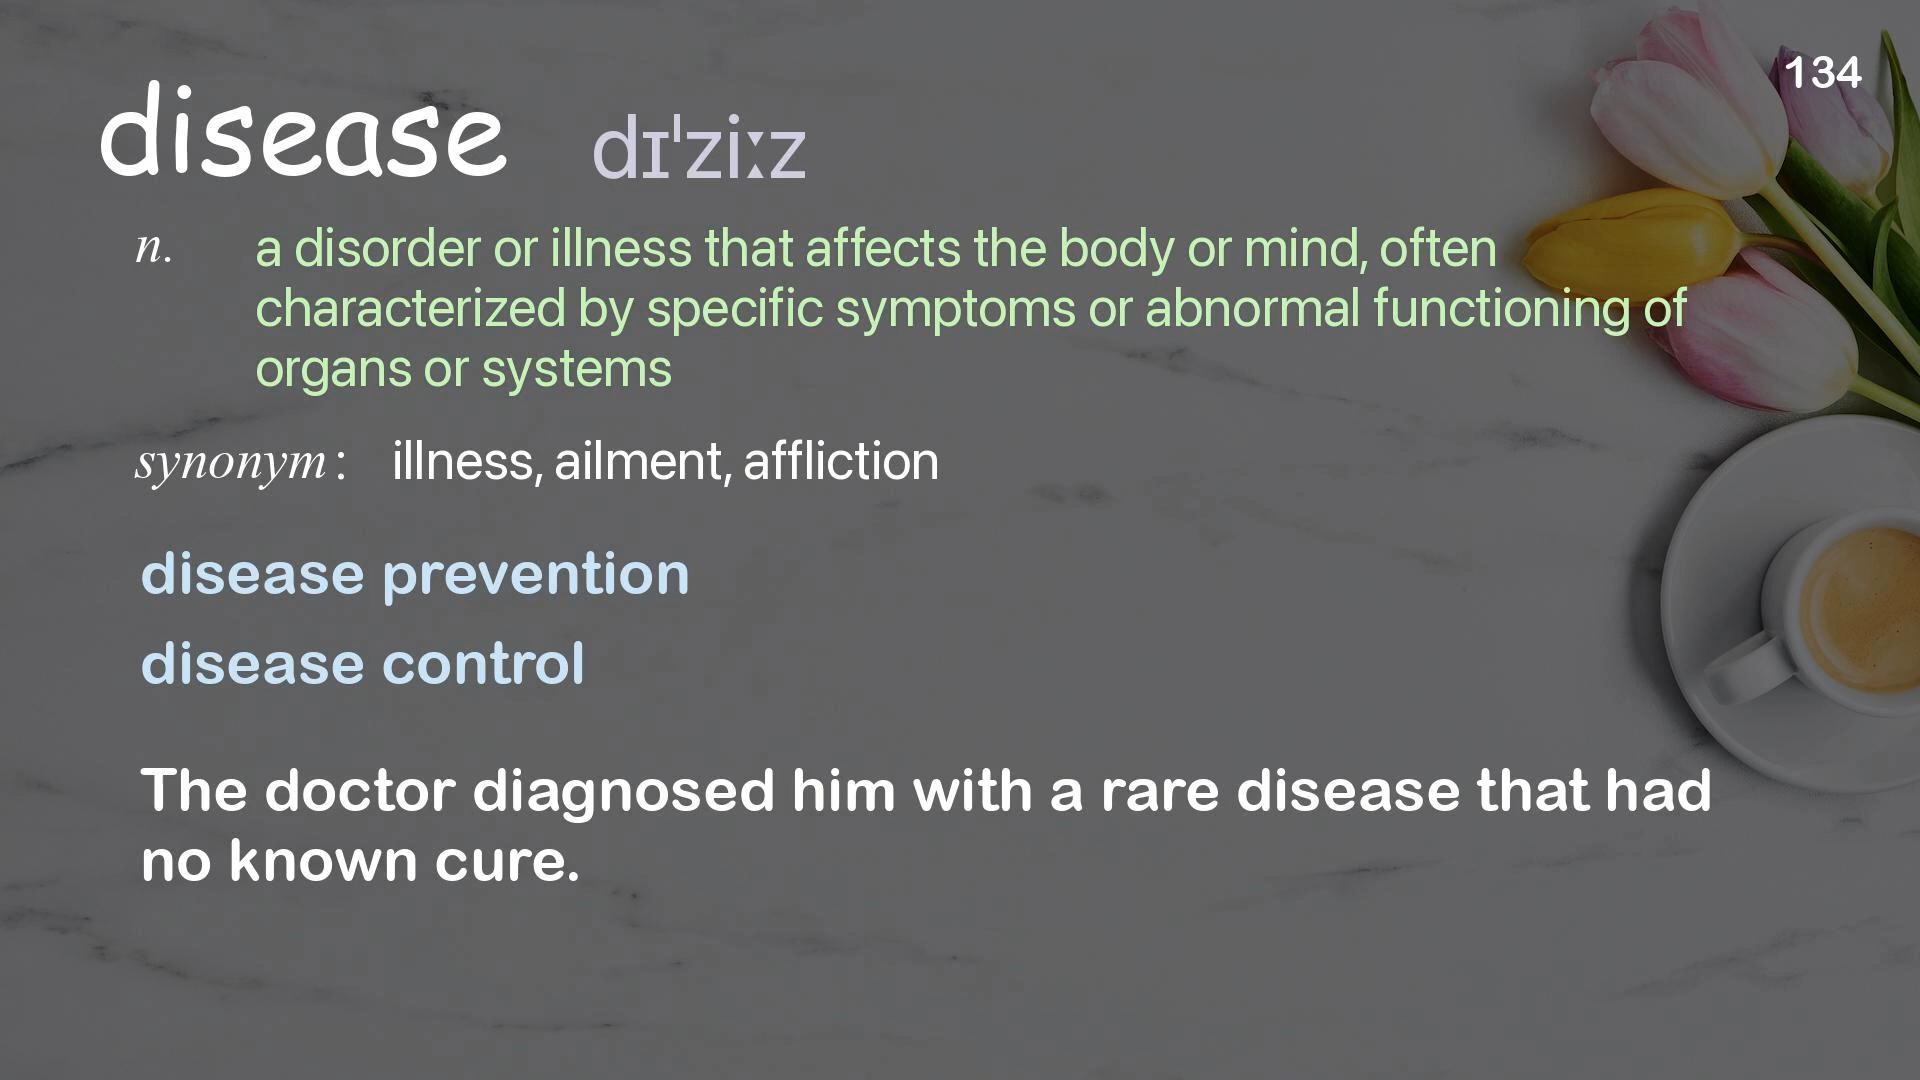 134
disease dɪˈziːz
n. a disorder or illness that affects the body or mind, often
characterized by specific symptoms or abnormal functioning of
organs or systems
synonym: illness, ailment, affliction
disease prevention
disease control
The doctor diagnosed him with a rare disease that had
no known cure.